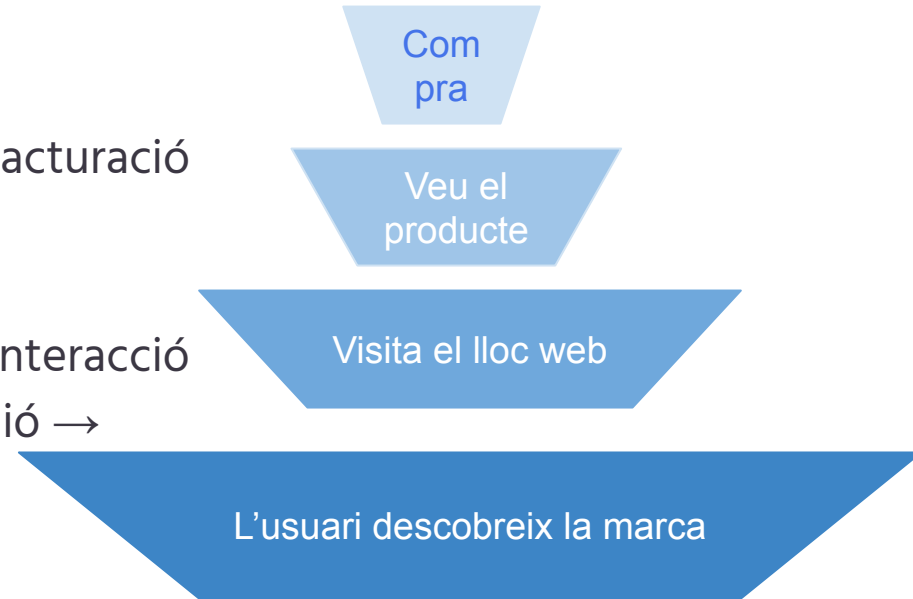 Com
pra
acturació
Veu el
producte
nteracció
Visita el lloc web
ió →
L'usuari descobreix la marca